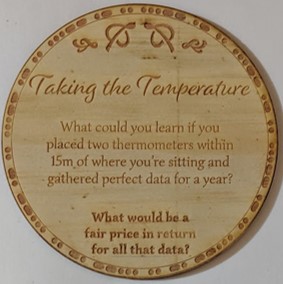 Taking the Temperature
What could you learn if you
placed two thermometers within
15m of where you're sitting and
gathered perfect data for a year?
What would be a
fair price in return
for all that data?